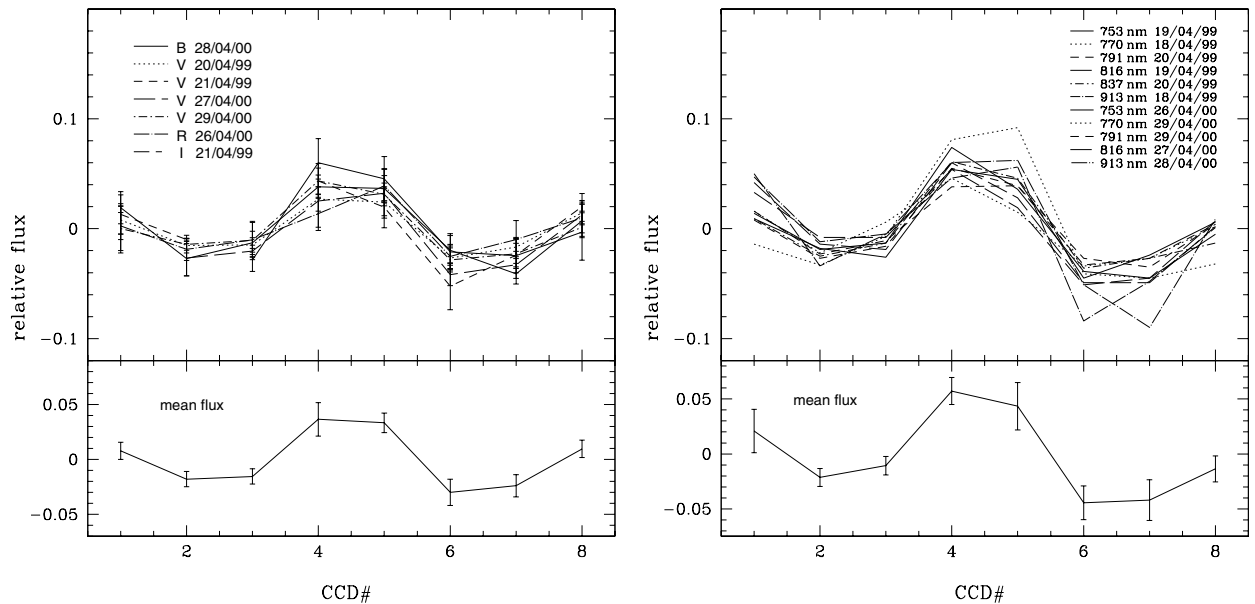 B 28/04/00
V 20/04/99
V 21/04/99
V 27/04/00
V 29/04/00
R 26/04/00
I 21/04/99
0.1
0
−0.1
relative flux
mean flux
0.05
0
−0.05
2
4
6
8
CCD#
753 nm 19/04/99
770 nm 18/04/99
791 nm 20/04/99
816 nm 19/04/99
837 nm 20/04/99
913 nm 18/04/99
753 nm 26/04/00
770 nm 29/04/00
791 nm 29/04/00
816 nm 27/04/00
913 nm 28/04/00
0.1
0
−0.1
relative flux
mean flux
0.05
0
−0.05
2
4
6
8
CCD#